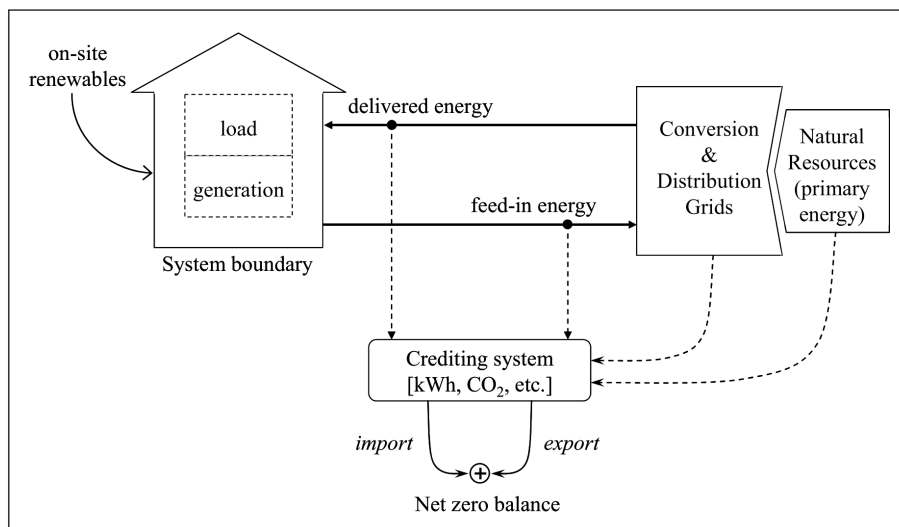 on-site
renewables
load
generation
System boundary
delivered energy
feed-in energy
Conversion
&
Distribution
Grids
Natural
Resources
(primary
energy)
Crediting system
[kWh, CO₂, etc.]
import
export
Net zero balance